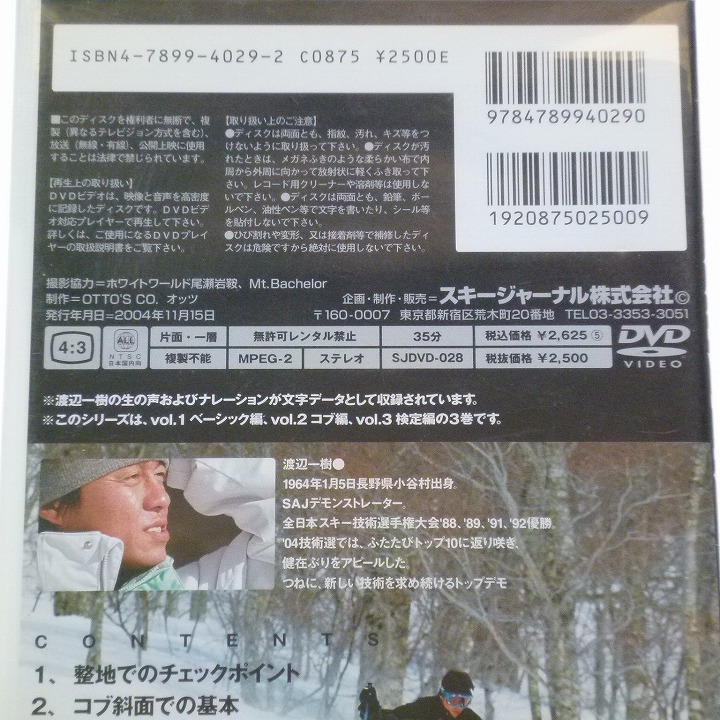 ISBN4-7899-4029-2 C0875 ¥2500E
9784789940290
1920875025009
■このディスクを権利者に無断で、複
製(異なるテレビジョン方式を含む)、
放送(無線・有線)、公開上映に使用
することは法律で禁じられています。
【再生上の取り扱い】
DVDビデオは、映像と音声を高密度
に記録したディスクです。DVDビデ
オ対応プレイヤーで再生して下さい。
詳しくは、ご使用になるDVDプレイ
ヤーの取扱説明書をご覧下さい。
【取り扱い上のご注意】
●ディスクは両面とも、指紋、汚れ、キズ等をつ
けないように取り扱って下さい。●ディスクが汚
れたときは、メガネふきのような柔らかい布で内
周から外周に向かって放射状に軽くふき取って下
さい。レコード用クリーナーや溶剤等は使用しな
いで下さい。●ディスクは両面とも、鉛筆、ボー
ルペン、油性ペン等で文字を書いたり、シール等
を貼付しないで下さい。
●ひび割れや変形、又は接着剤等で補修したディ
スクは危険ですから絶対に使用しないで下さい。
撮影協力=ホワイトワールド尾瀬岩鞍、Mt.Bachelor
制作=OTTO'S CO. オッツ
発行年月日=2004年11月15日
企画・制作・販売=スキージャーナル株式会社©
〒160-0007 東京都新宿区荒木町20番地 TEL03-3353-3051
4:3 ALL NTSC 日本国内向 片面・一層 無許可レンタル禁止 35分 税込価格 ¥2,625 ⑤
複製不能 MPEG-2 ステレオ SJDVD-028 税抜価格 ¥2,500
DVD VIDEO
※渡辺一樹の生の声およびナレーションが文字データとして収録されています。
※このシリーズは、vol.1 ベーシック編、vol.2 コブ編、vol.3 検定編の3巻です。
渡辺一樹●
1964年1月5日長野県小谷村出身。
SAJデモンストレーター。
全日本スキー技術選手権大会'88、'89、'91、'92優勝。
'04技術選では、ふたたびトップ10に返り咲き、
健在ぶりをアピールした。
つねに、新しい技術を求め続けるトップデモ
CONTENTS
1、整地でのチェックポイント
2、コブ斜面での基本